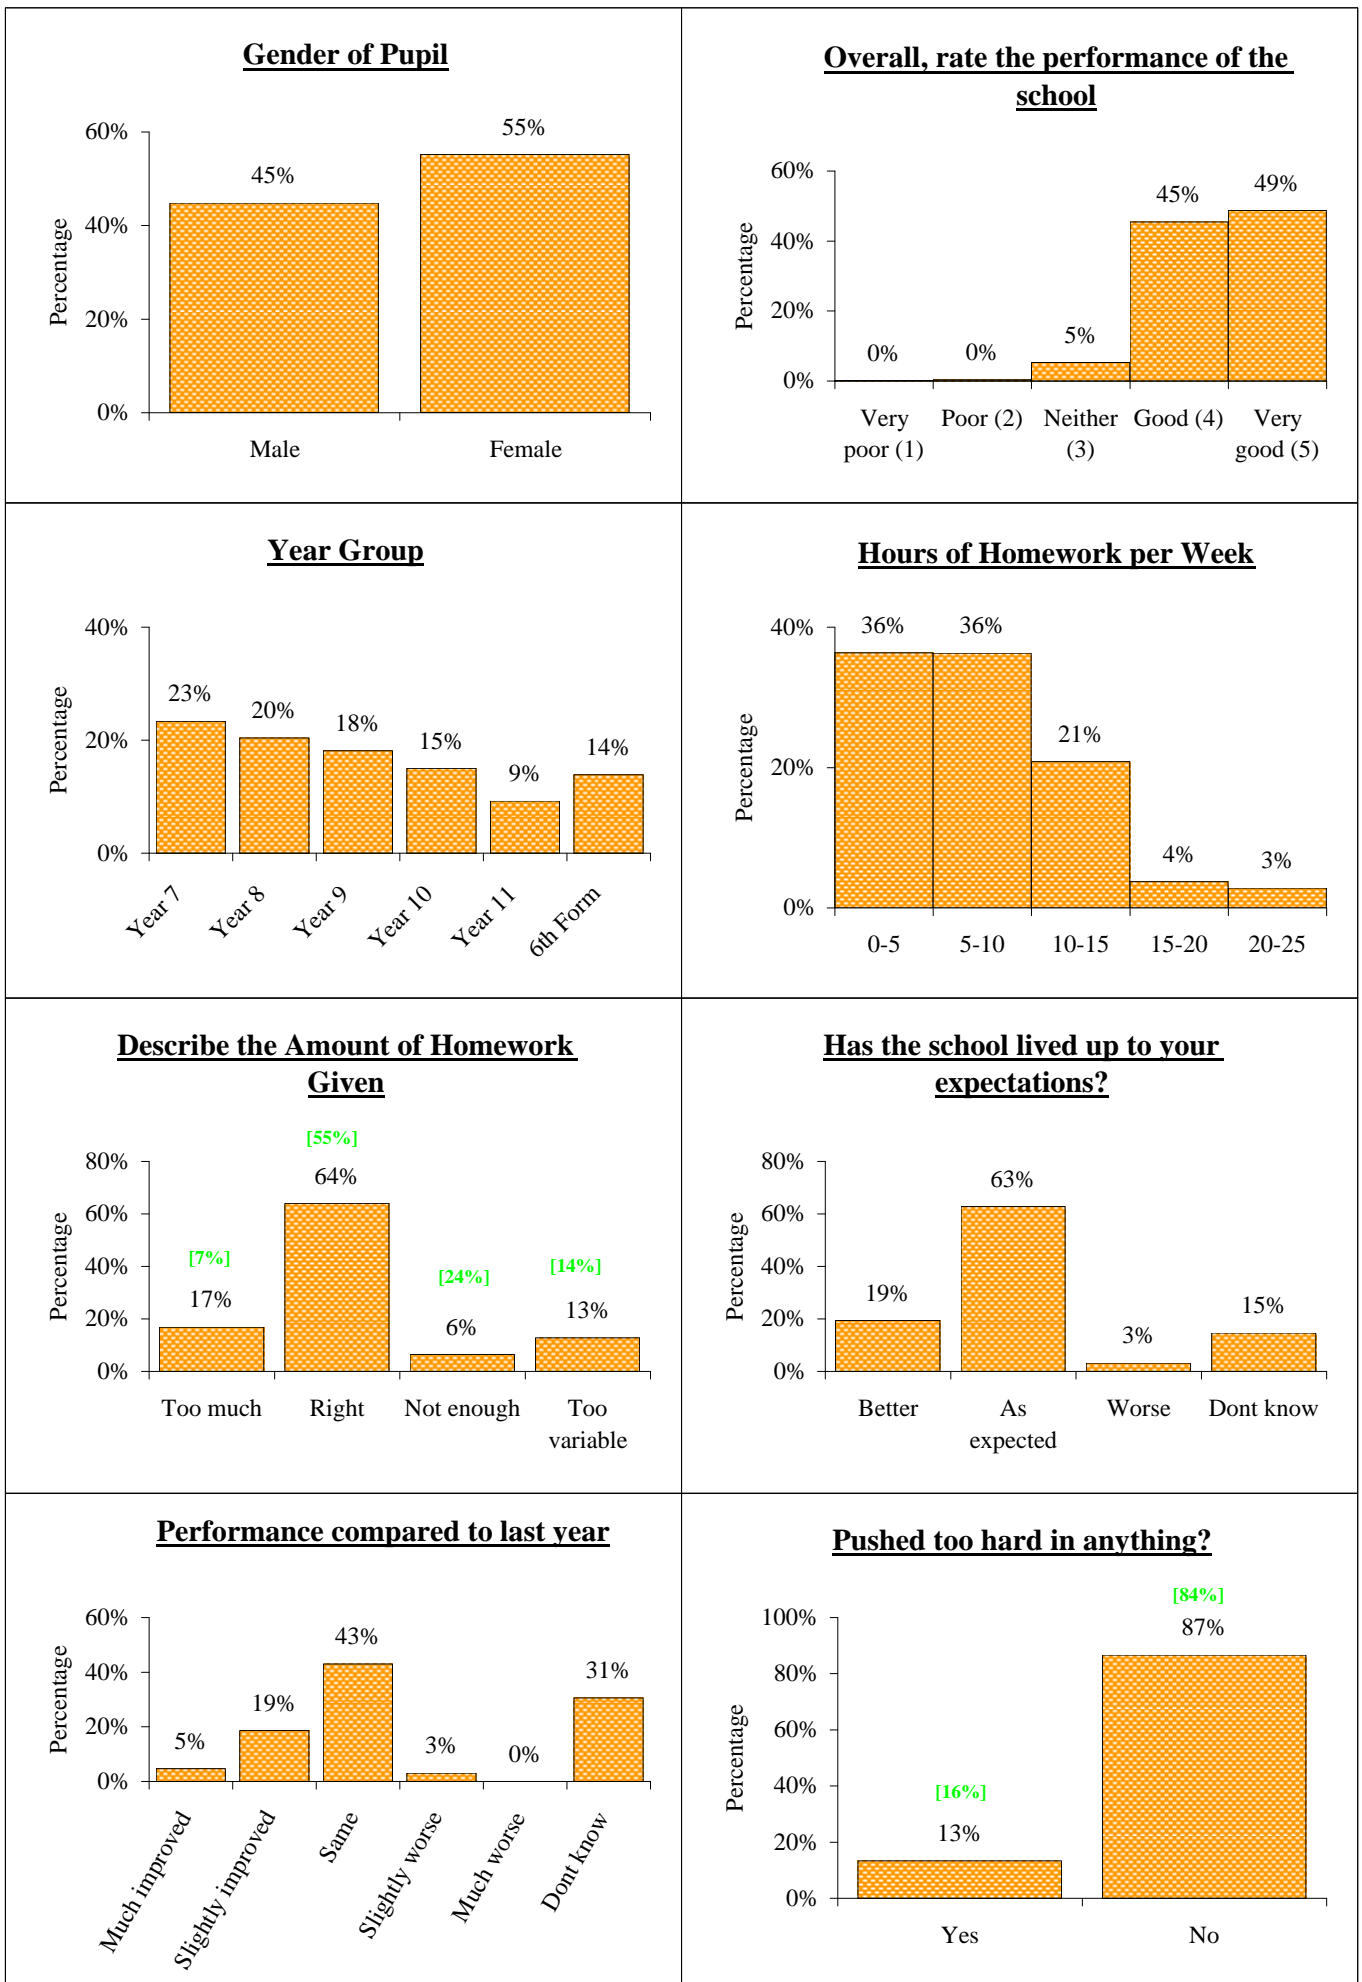 Gender of Pupil
60%
40%
20%
0%
Percentage
45%
55%
Male
Female
Overall, rate the performance of the
school
60%
40%
20%
0%
Percentage
0%
0%
5%
45%
49%
Very
poor (1)
Poor (2)
Neither
(3)
Good (4)
Very
good (5)
Year Group
40%
20%
0%
Percentage
23%
20%
18%
15%
9%
14%
Year 7
Year 8
Year 9
Year 10
Year 11
6th Form
Hours of Homework per Week
40%
20%
0%
Percentage
36%
36%
21%
4%
3%
0-5
5-10
10-15
15-20
20-25
Describe the Amount of Homework
Given
80%
60%
40%
20%
0%
Percentage
[7%]
17%
[55%]
64%
[24%]
6%
[14%]
13%
Too much
Right
Not enough
Too
variable
Has the school lived up to your
expectations?
80%
60%
40%
20%
0%
Percentage
19%
63%
3%
15%
Better
As
expected
Worse
Dont know
Performance compared to last year
60%
40%
20%
0%
Percentage
5%
19%
43%
3%
0%
31%
Much improved
Slightly improved
Same
Slightly worse
Much worse
Dont know
Pushed too hard in anything?
100%
80%
60%
40%
20%
0%
Percentage
[16%]
13%
[84%]
87%
Yes
No